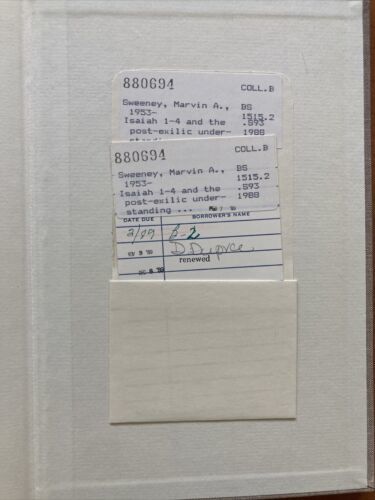 880694 COLL.B
Sweeney, Marvin A., BS
1953- 1515.2
Isaiah 1-4 and the .S93
post-exilic under- 1988
880694 COLL.B
Sweeney, Marvin A., BS
1953- 1515.2
Isaiah 1-4 and the .S93
post-exilic under- 1988
standing ...
DATE DUE BORROWER'S NAME
2/09
renewed